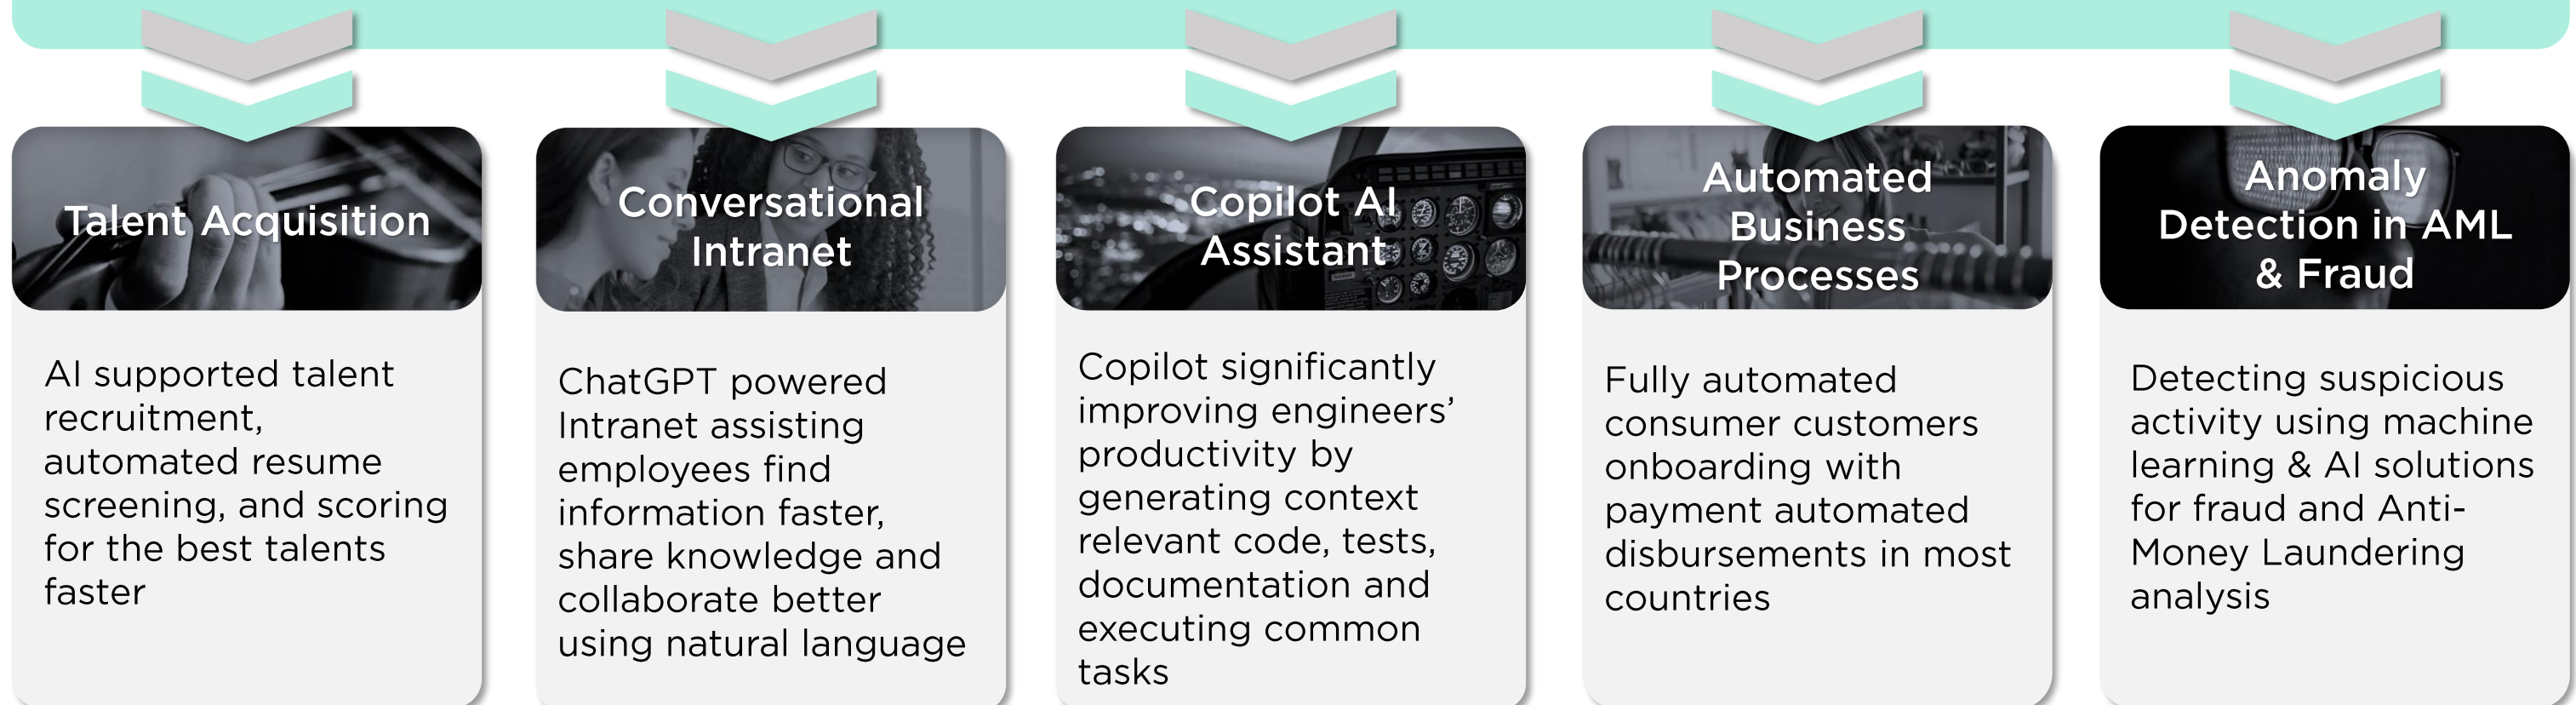 Talent Acquisition
AI supported talent
recruitment,
automated resume
screening, and scoring
for the best talents
faster
Conversational
Intranet
ChatGPT powered
Intranet assisting
employees find
information faster,
share knowledge and
collaborate better
using natural language
Copilot AI
Assistant
Copilot significantly
improving engineers’
productivity by
generating context
relevant code, tests,
documentation and
executing common
tasks
Automated
Business
Processes
Fully automated
consumer customers
onboarding with
payment automated
disbursements in most
countries
Anomaly
Detection in AML
& Fraud
Detecting suspicious
activity using machine
learning & AI solutions
for fraud and Anti-
Money Laundering
analysis